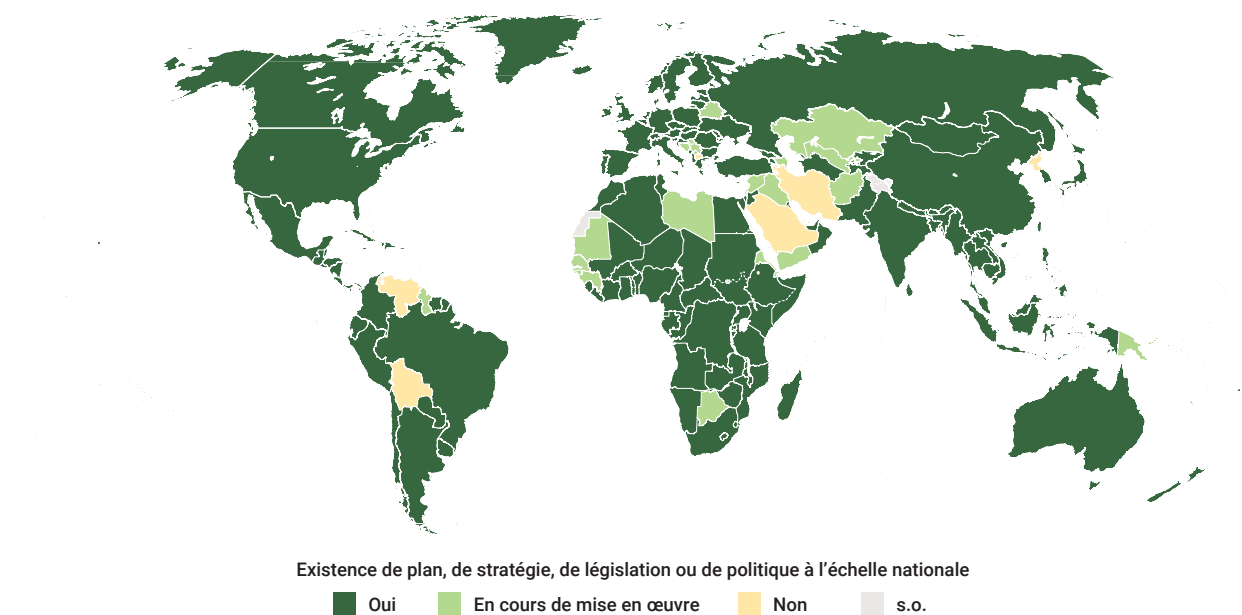 Existence de plan, de stratégie, de législation ou de politique à l’échelle nationale
Oui En cours de mise en œuvre Non s.o.